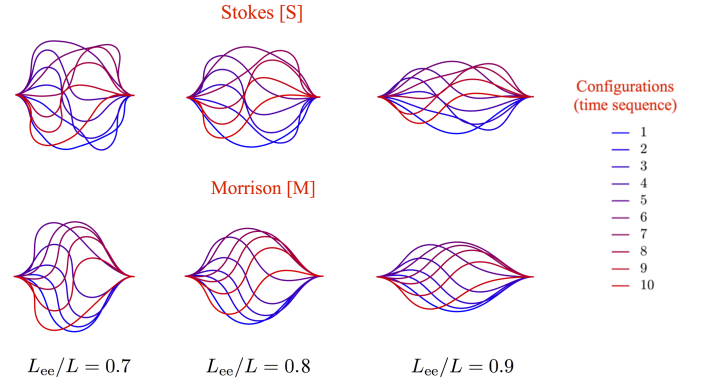 Stokes [S]
Configurations
(time sequence)
1
2
3
4
5
6
7
8
9
10
Morrison [M]
L_ee/L = 0.7
L_ee/L = 0.8
L_ee/L = 0.9